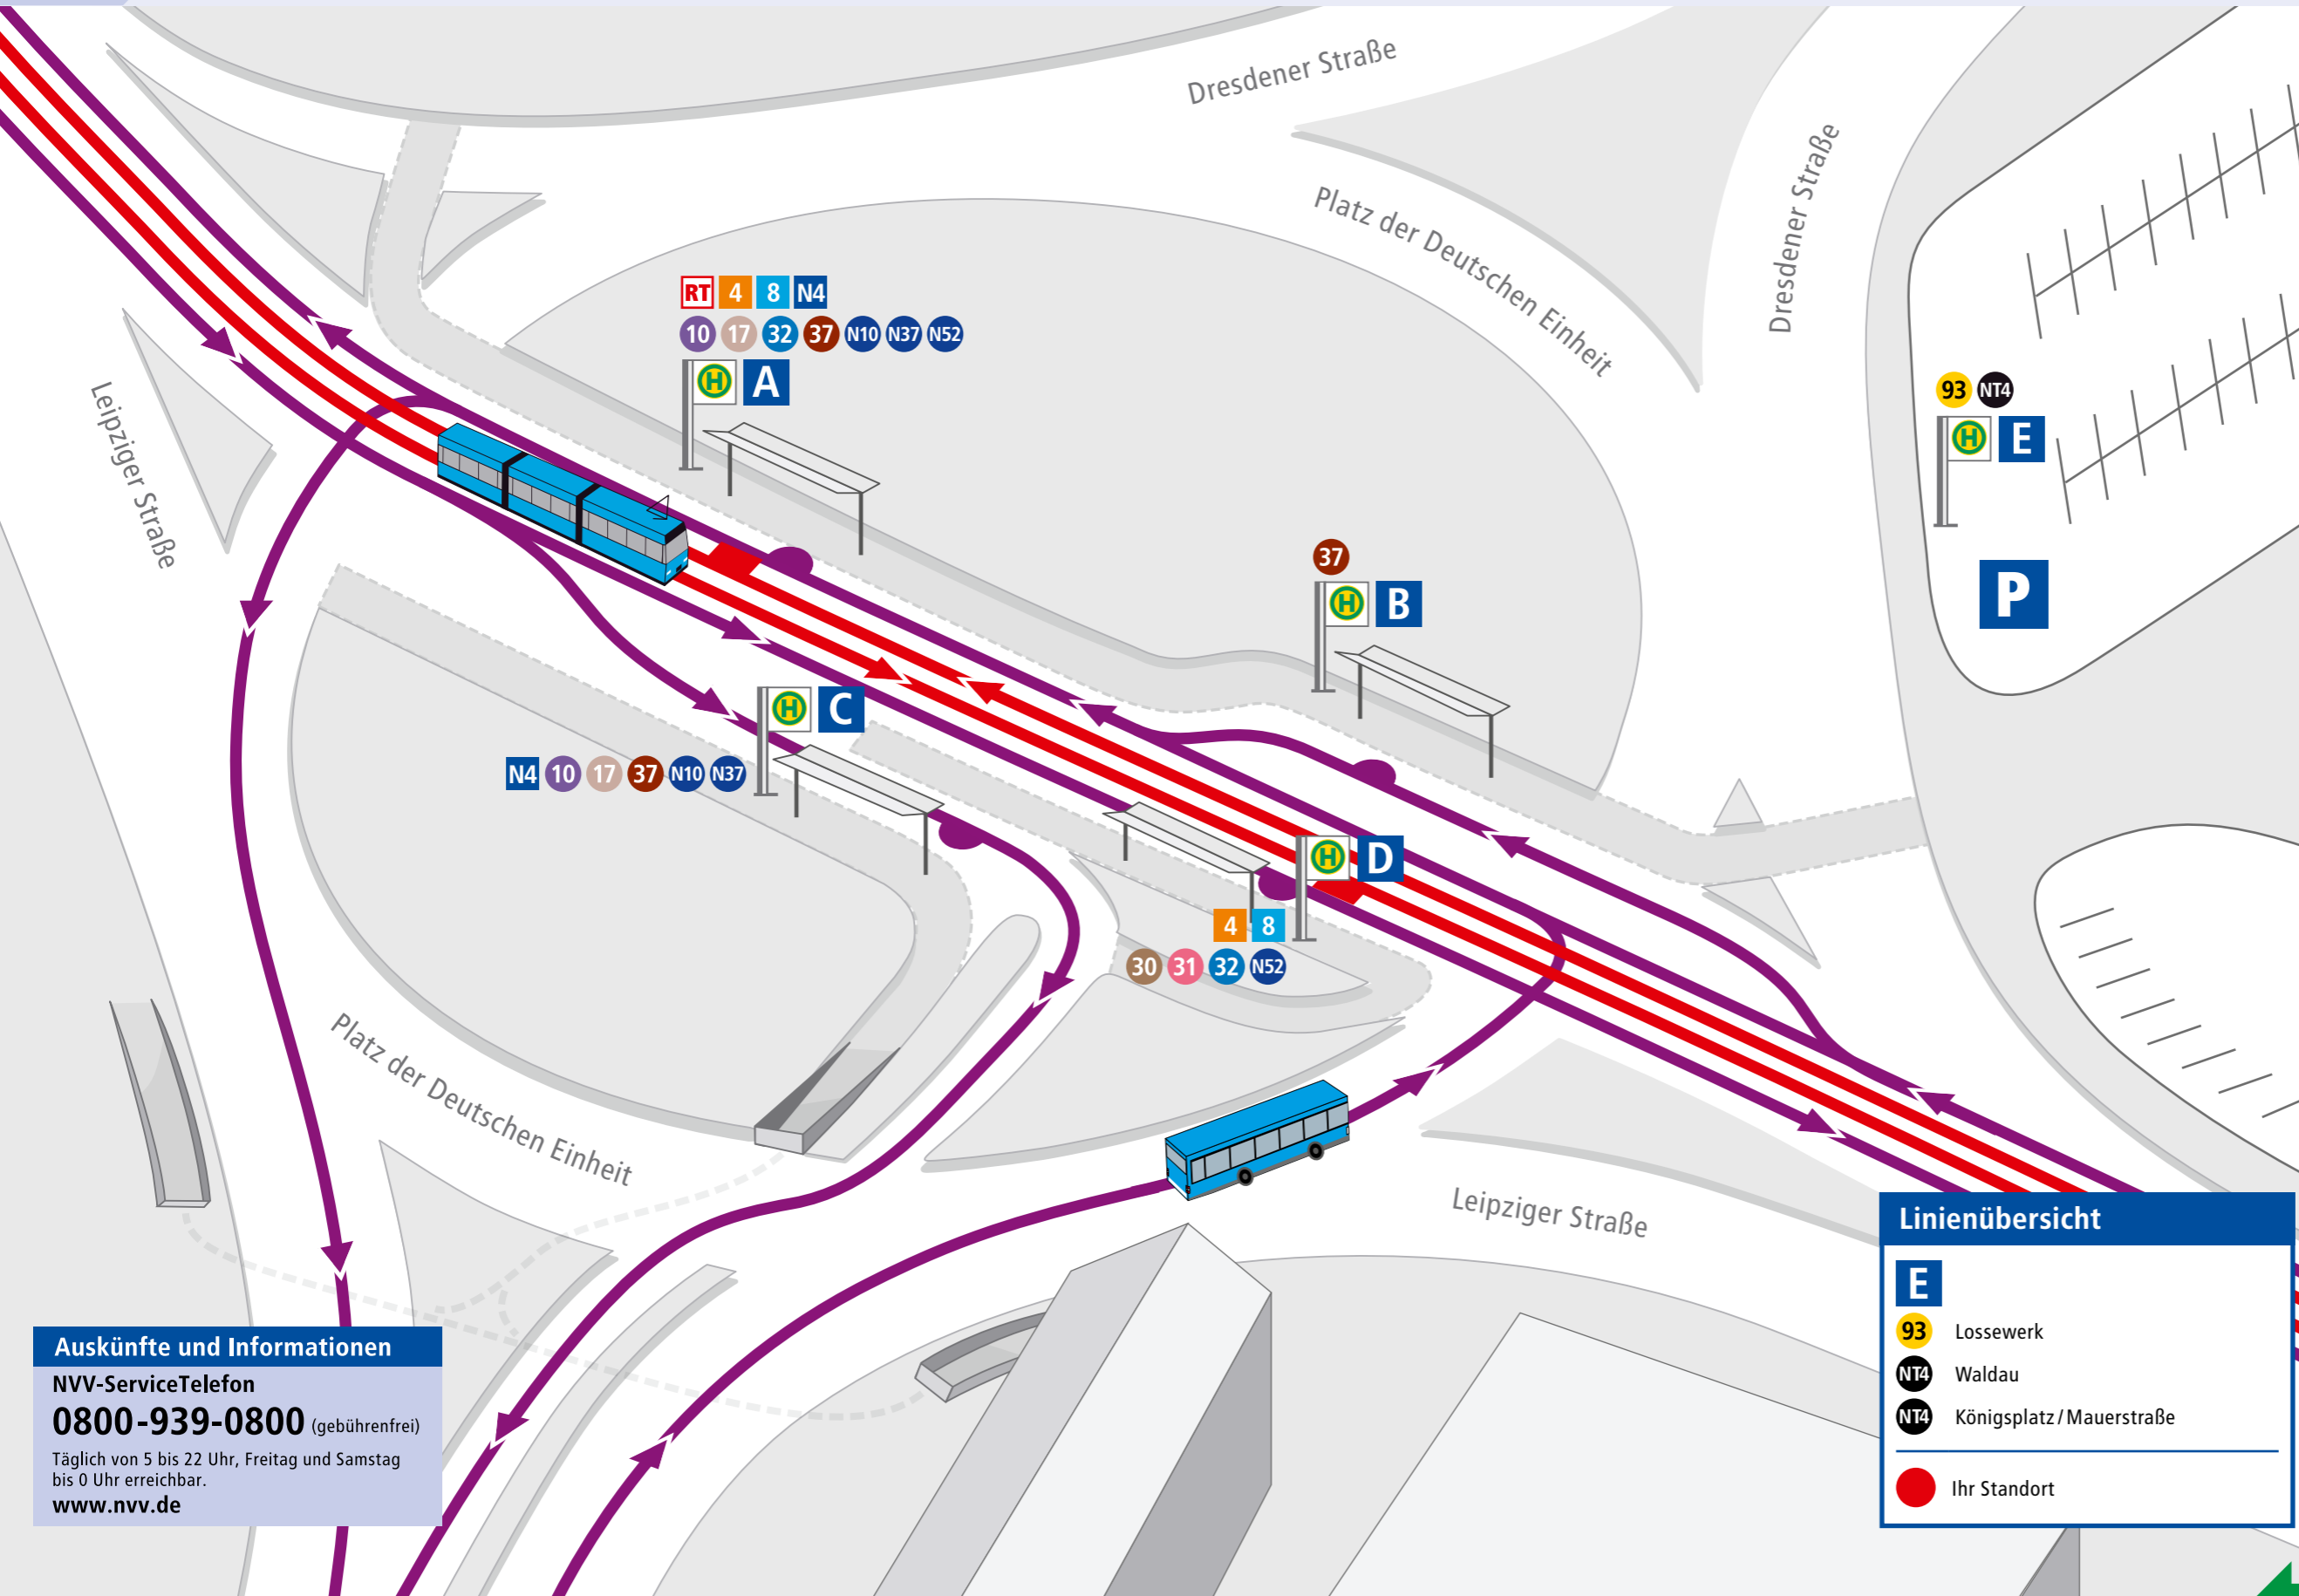 Dresdener Straße
Dresdener Straße
Platz der Deutschen Einheit
RT 4 8 N4
10 17 32 37 N10 N37 N52
H A
Leipziger Straße
93 NT4
H E
P
37
H B
H C
N4 10 17 37 N10 N37
H D
4 8
30 31 32 N52
Platz der Deutschen Einheit
Leipziger Straße
Linienübersicht
E
93 Lossewerk
NT4 Waldau
NT4 Königsplatz/Mauerstraße
Ihr Standort
Auskünfte und Informationen
NVV-ServiceTelefon
0800-939-0800 (gebührenfrei)
Täglich von 5 bis 22 Uhr, Freitag und Samstag
bis 0 Uhr erreichbar.
www.nvv.de